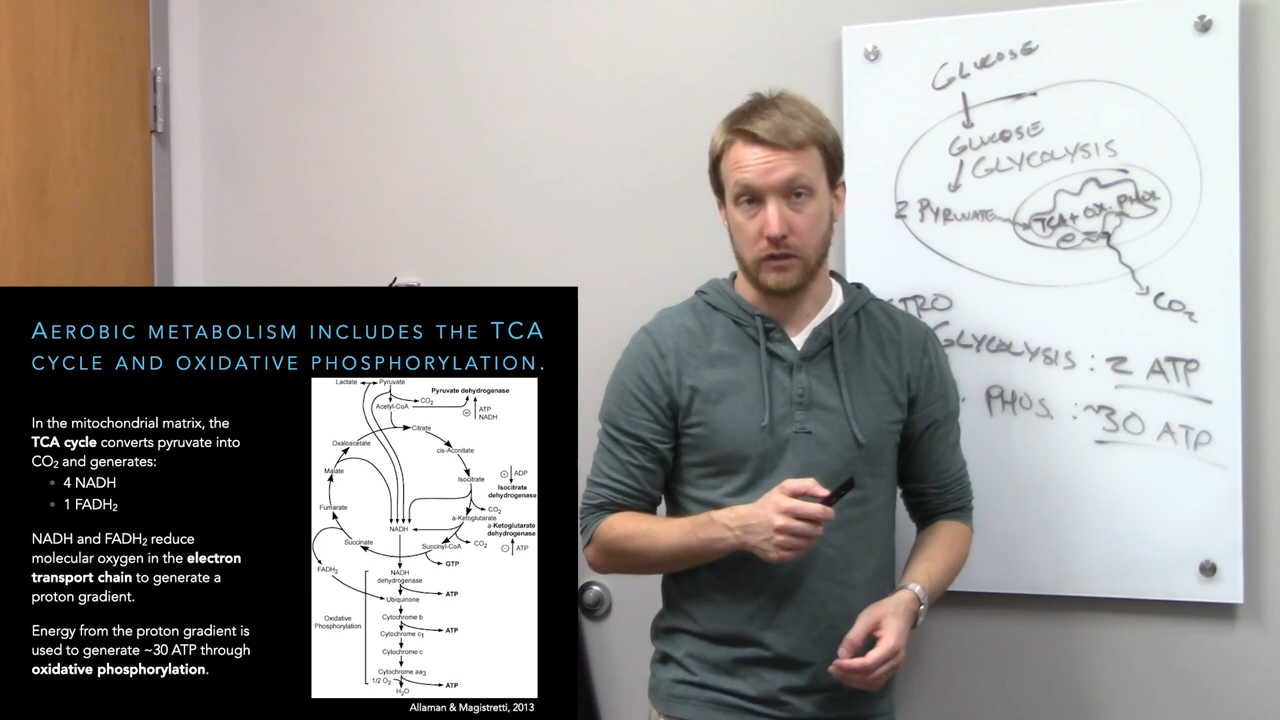 AEROBIC METABOLISM INCLUDES THE TCA
CYCLE AND OXIDATIVE PHOSPHORYLATION.
In the mitochondrial matrix, the
TCA cycle converts pyruvate into
CO₂ and generates:
• 4 NADH
• 1 FADH₂
NADH and FADH₂ reduce
molecular oxygen in the electron
transport chain to generate a
proton gradient.
Energy from the proton gradient is
used to generate ~30 ATP through
oxidative phosphorylation.
Lactate
Pyruvate
Pyruvate dehydrogenase
CO₂
Acetyl-CoA
ATP
NADH
Citrate
Oxaloacetate
cis-Aconitate
Malate
ADP
Isocitrate
Isocitrate
dehydrogenase
Fumarate
CO₂
a-Ketoglutarate
a-Ketoglutarate
dehydrogenase
NADH
Succinate
Succinyl-CoA
CO₂
ATP
GTP
FADH₂
NADH
dehydrogenase
ATP
Ubiquinone
Oxidative
Phosphorylation
Cytochrome b
ATP
Cytochrome c₁
Cytochrome c
Cytochrome aa₃
1/2 O₂
ATP
H₂O
Allaman & Magistretti, 2013
GLUCOSE
GLUCOSE
GLYCOLYSIS
2 PYRUVATE
TCA + OX. PHOX
CO₂
TRO
GLYCOLYSIS : 2 ATP
. PHOS. : ~30 ATP